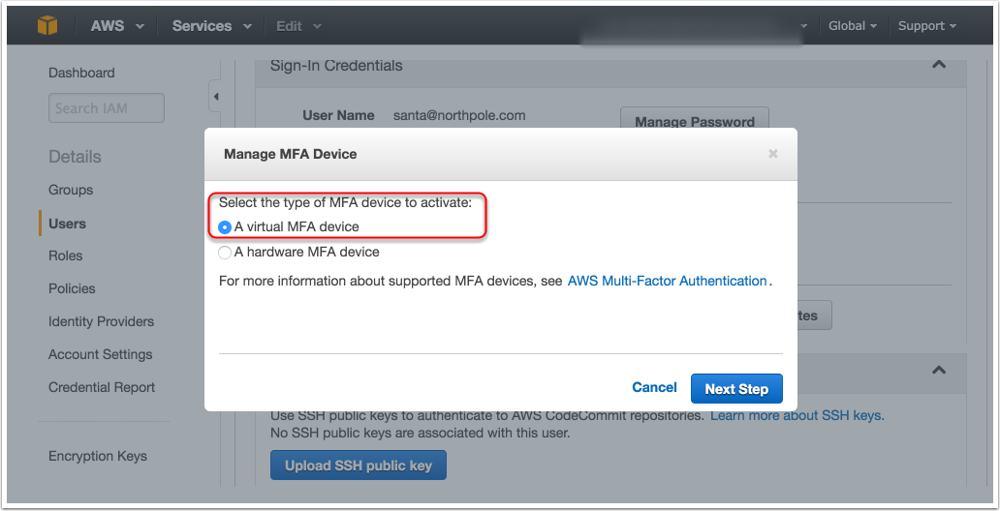 AWS Services Edit Global Support
Dashboard
Search IAM
Details
Groups
Users
Roles
Policies
Identity Providers
Account Settings
Credential Report
Encryption Keys
Sign-In Credentials
User Name santa@northpole.com
Manage Password
Manage MFA Device
Select the type of MFA device to activate:
A virtual MFA device
A hardware MFA device
For more information about supported MFA devices, see AWS Multi-Factor Authentication.
Cancel Next Step
Use SSH public keys to authenticate to AWS CodeCommit repositories. Learn more about SSH keys.
No SSH public keys are associated with this user.
Upload SSH public key